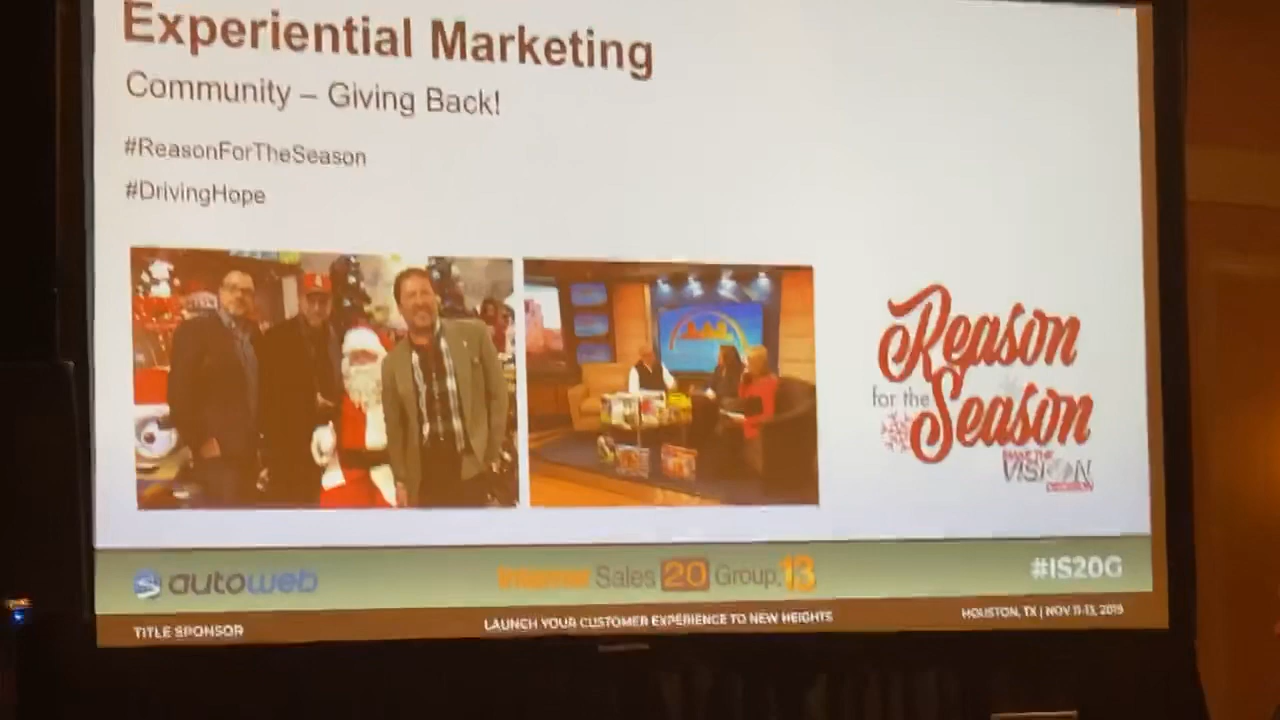 Experiential Marketing
Community – Giving Back!
#ReasonForTheSeason
#DrivingHope
Reason
for the
Season
VISION
autoweb
Internet Sales 20 Group.13
#IS20G
TITLE SPONSOR
LAUNCH YOUR CUSTOMER EXPERIENCE TO NEW HEIGHTS
HOUSTON, TX | NOV 11-13, 2019